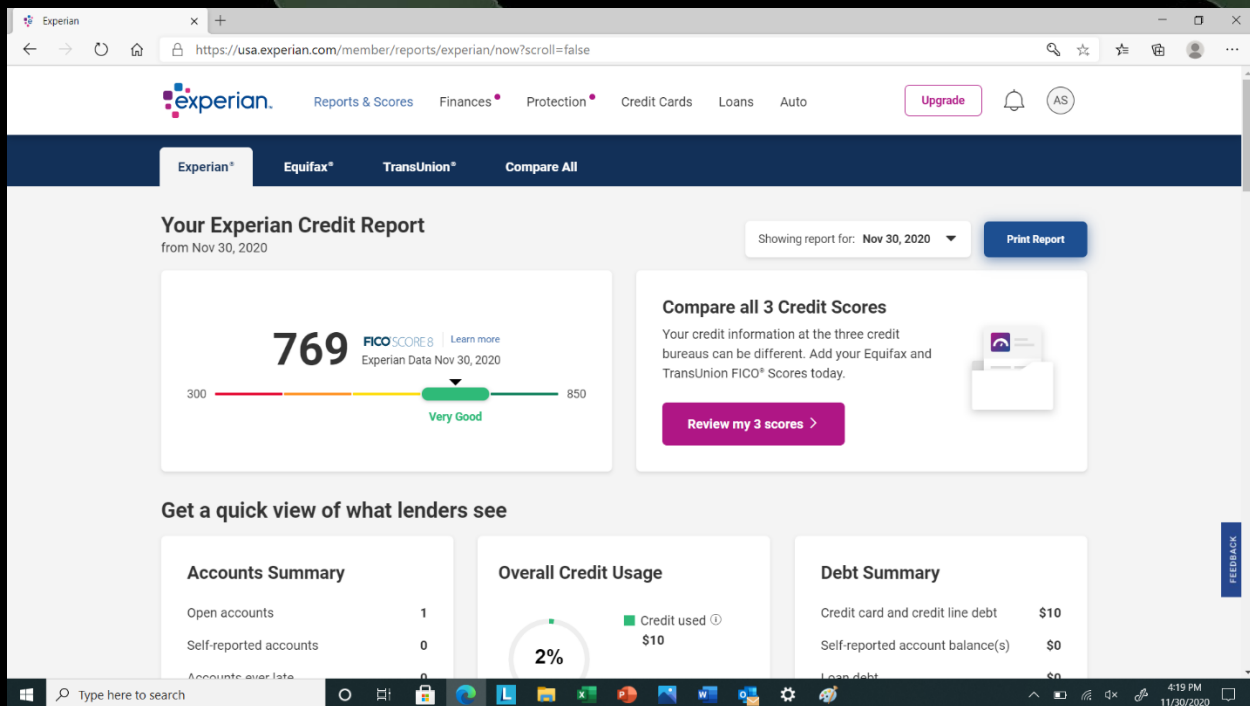 Experian
https://usa.experian.com/member/reports/experian/now?scroll=false
experian.
Reports & Scores
Finances
Protection
Credit Cards
Loans
Auto
Upgrade
AS
Experian®
Equifax®
TransUnion®
Compare All
Your Experian Credit Report
from Nov 30, 2020
Showing report for: Nov 30, 2020
Print Report
769
FICO SCORE 8
Learn more
Experian Data Nov 30, 2020
300
850
Very Good
Compare all 3 Credit Scores
Your credit information at the three credit
bureaus can be different. Add your Equifax and
TransUnion FICO® Scores today.
Review my 3 scores
Get a quick view of what lenders see
Accounts Summary
Open accounts 1
Self-reported accounts 0
Accounts ever late 0
Overall Credit Usage
2%
Credit used
$10
Debt Summary
Credit card and credit line debt $10
Self-reported account balance(s) $0
Loan debt $0
FEEDBACK
Type here to search
4:19 PM
11/30/2020